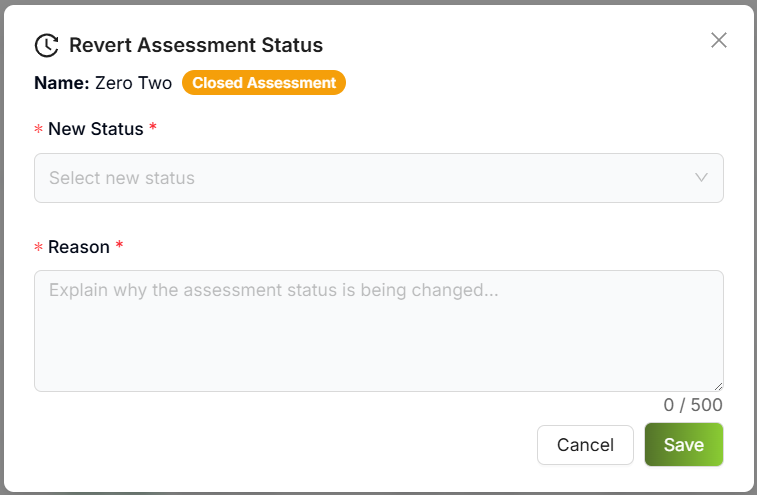 Revert Assessment Status
Name: Zero Two Closed Assessment
* New Status *
Select new status
* Reason *
Explain why the assessment status is being changed...
0 / 500
Cancel Save